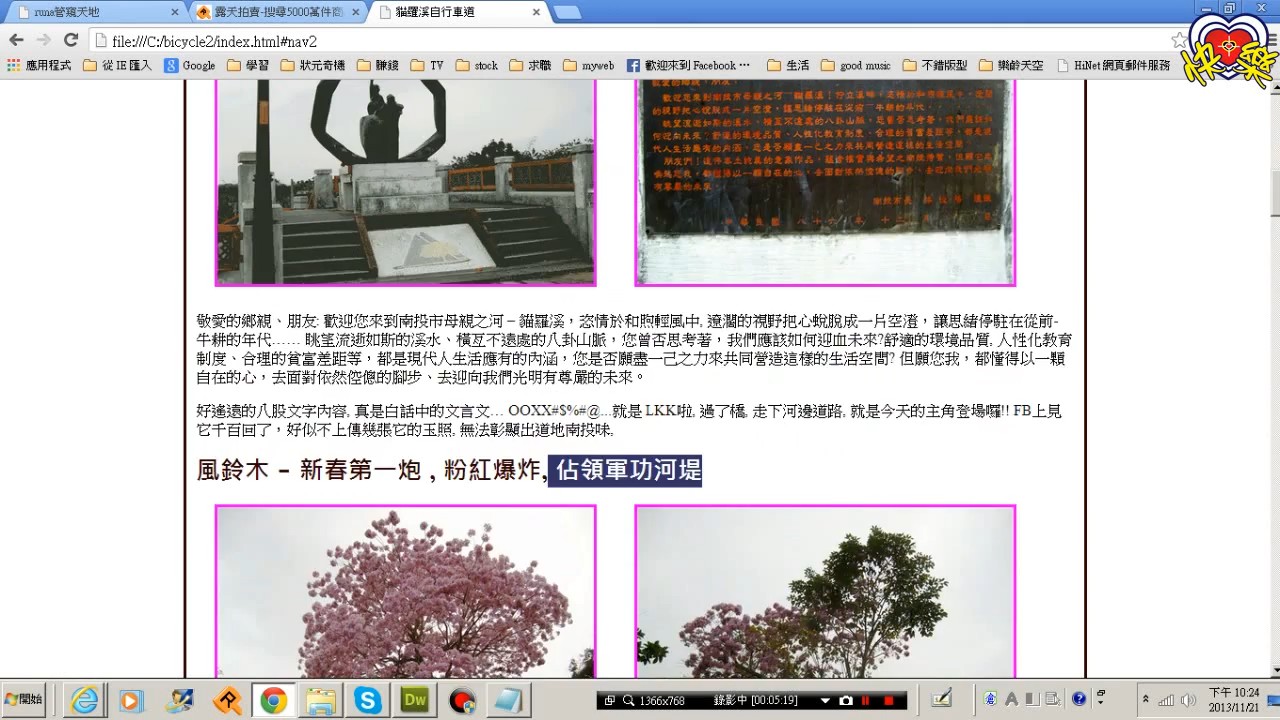 runa管窺天地
露天拍賣-搜尋5000萬件商
貓羅溪自行車道
file:///C:/bicycle2/index.html#nav2
快樂
應用程式 從 IE 匯入 Google 學習 狀元奇機 賺錢 TV stock 求職 myweb 歡迎來到 Facebook ··· 生活 good music 不錯版型 樂齡天空 HiNet 網頁郵件服務
敬愛的鄉親、朋友: 歡迎您來到南投市母親之河 – 貓羅溪，恣情於和煦輕風中, 遼濶的視野把心蛻脫成一片空澄，讓思緒停駐在從前-
牛耕的年代…… 眺望流逝如斯的溪水、橫亙不遠處的八卦山脈，您曾否思考著，我們應該如何迎血未來?舒適的環境品質, 人性化教育
制度、合理的貧富差距等，都是現代人生活應有的內涵，您是否願盡一己之力來共同營造這樣的生活空間? 但願您我，都懂得以一顆
自在的心，去面對依然倥傯的腳步、去迎向我們光明有尊嚴的未來。
好遙遠的八股文字內容, 真是白話中的文言文… OOXX#$%#@...就是 LKK啦, 過了橋, 走下河邊道路, 就是今天的主角登場囉!! FB上見
它千百回了，好似不上傳幾張它的玉照, 無法彰顯出道地南投味,
風鈴木 – 新春第一炮 , 粉紅爆炸, 佔領軍功河堤
開始
Dw
1366x768 錄影中 [00:05:19]
下午 10:24
2013/11/21